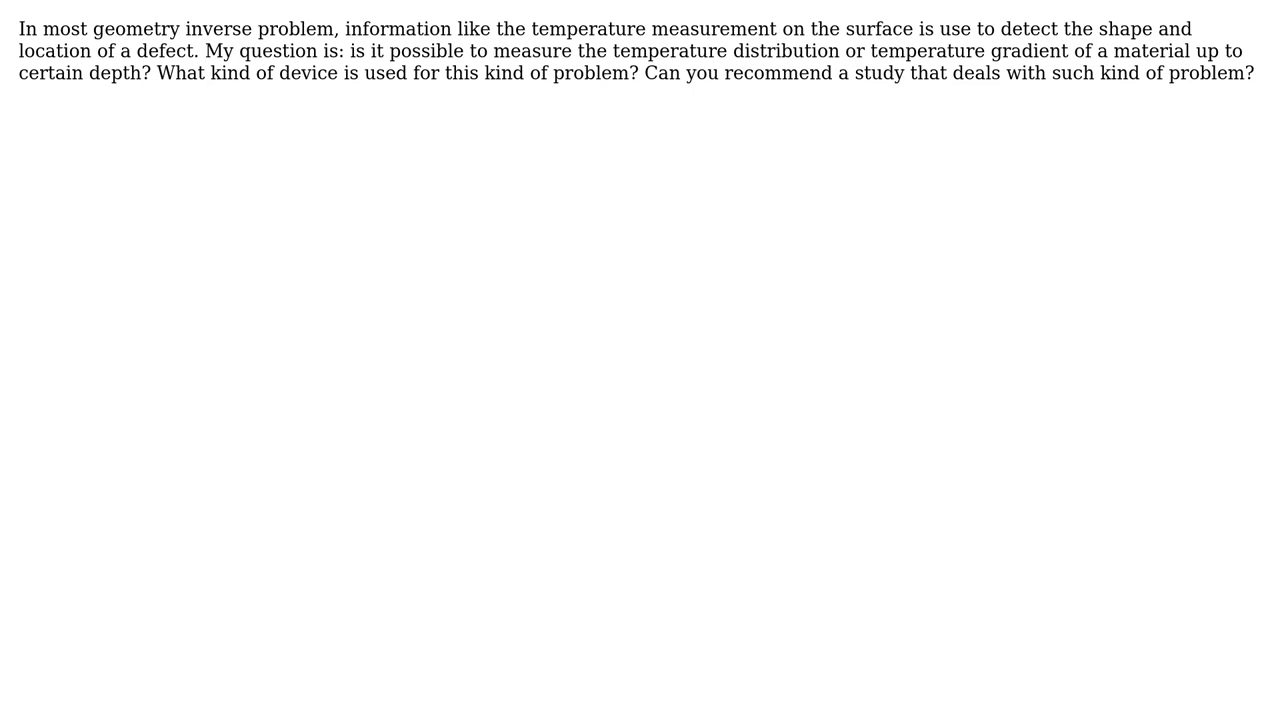 In most geometry inverse problem, information like the temperature measurement on the surface is use to detect the shape and
location of a defect. My question is: is it possible to measure the temperature distribution or temperature gradient of a material up to
certain depth? What kind of device is used for this kind of problem? Can you recommend a study that deals with such kind of problem?